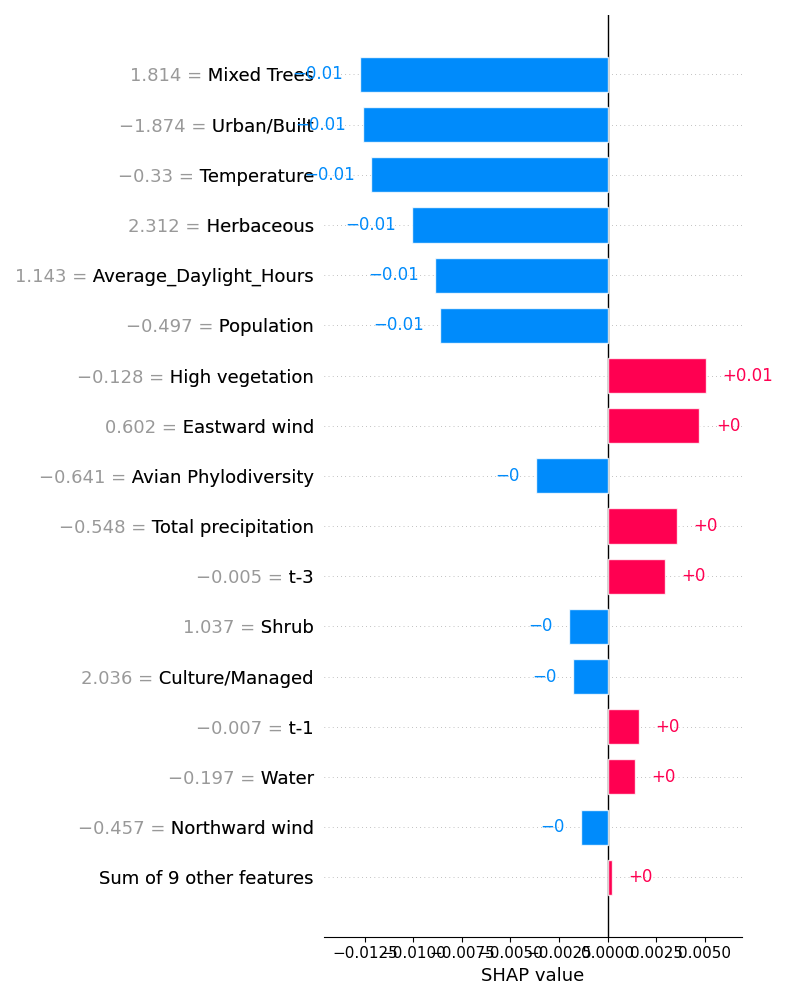 1.814 = Mixed Trees −0.01
−1.874 = Urban/Built −0.01
−0.33 = Temperature −0.01
2.312 = Herbaceous −0.01
1.143 = Average_Daylight_Hours −0.01
−0.497 = Population −0.01
−0.128 = High vegetation +0.01
0.602 = Eastward wind +0
−0.641 = Avian Phylodiversity −0
−0.548 = Total precipitation +0
−0.005 = t-3 +0
1.037 = Shrub −0
2.036 = Culture/Managed −0
−0.007 = t-1 +0
−0.197 = Water +0
−0.457 = Northward wind −0
Sum of 9 other features +0
−0.0125 −0.0100 −0.0075 −0.0050 −0.0025 0.0000 0.0025 0.0050
SHAP value